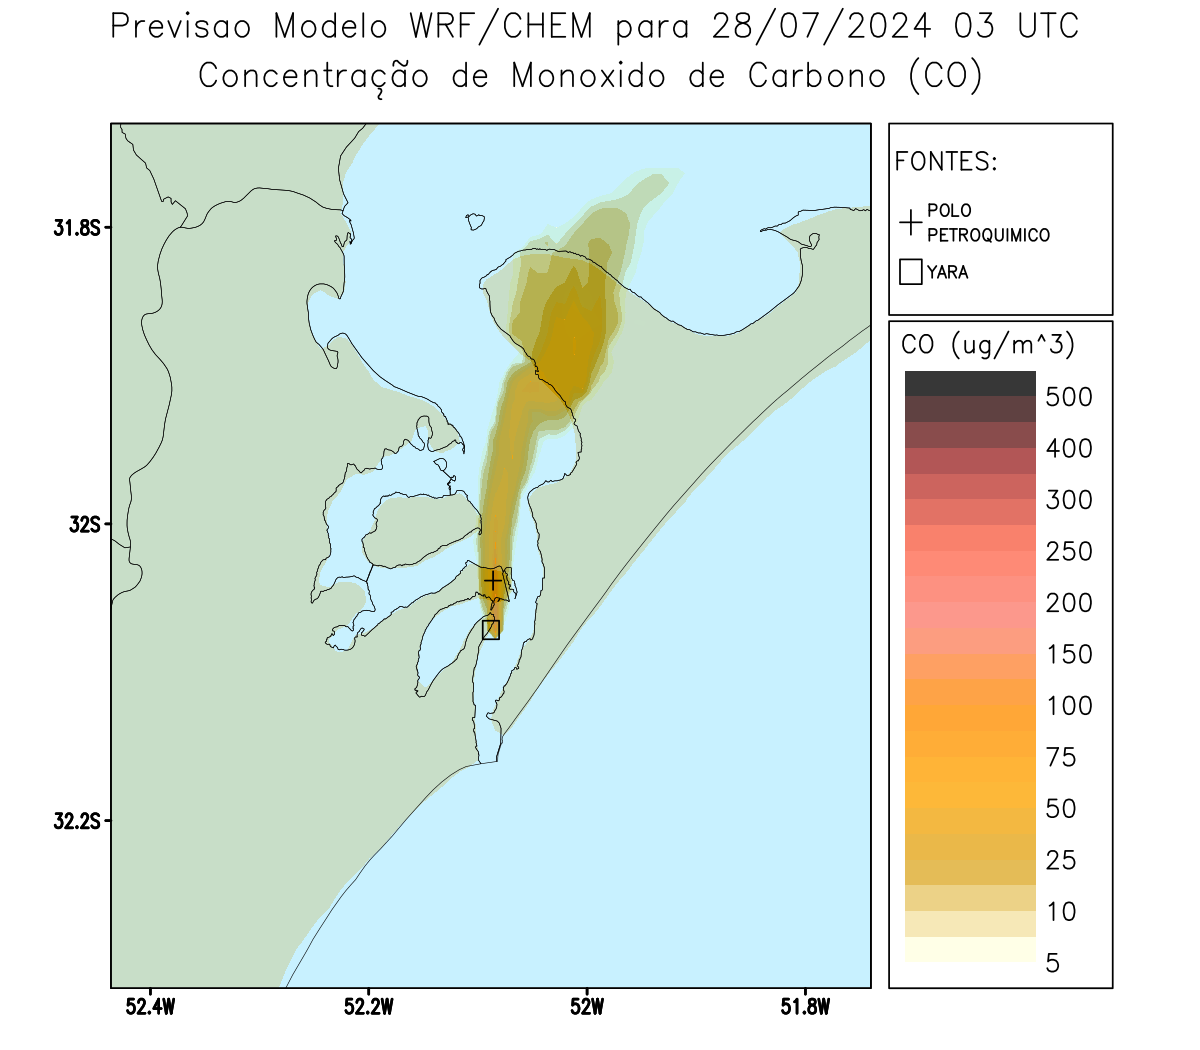 Previsao Modelo WRF/CHEM para 28/07/2024 03 UTC
Concentração de Monoxido de Carbono (CO)
FONTES:
POLO
PETROQUIMICO
YARA
31.8S
32S
32.2S
52.4W
52.2W
52W
51.8W
CO (ug/m^3)
500
400
300
250
200
150
100
75
50
25
10
5